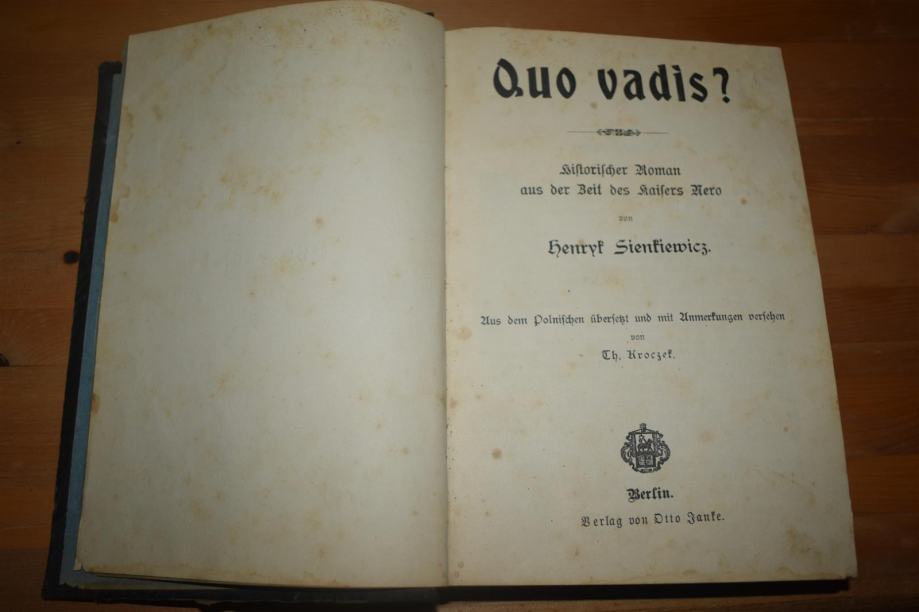 Quo vadis?
Historischer Roman
aus der Zeit des Kaisers Nero
von
Henryk Sienkiewicz.
Aus dem Polnischen übersetzt und mit Anmerkungen versehen
von
Th. Kroczek.
Berlin.
Verlag von Otto Janke.